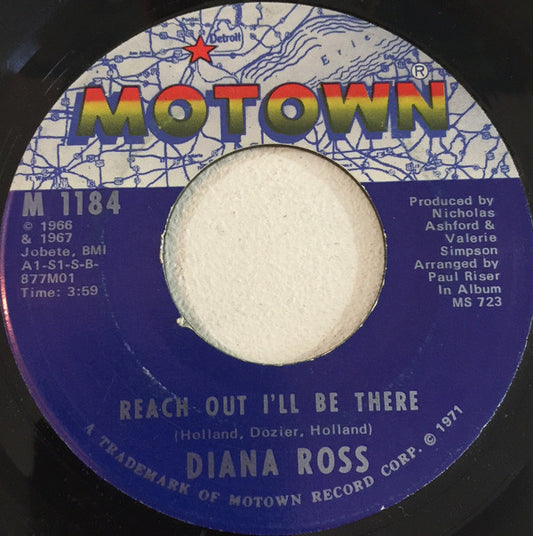 Detroit
Erie
MOTOWN®
M 1184
© 1966
& 1967
Jobete, BMI
A1-S1-S-B-
877M01
Time: 3:59
Produced by
Nicholas
Ashford &
Valerie
Simpson
Arranged by
Paul Riser
In Album
MS 723
REACH OUT I'LL BE THERE
(Holland, Dozier, Holland)
DIANA ROSS
A TRADEMARK OF MOTOWN RECORD CORP. © 1971